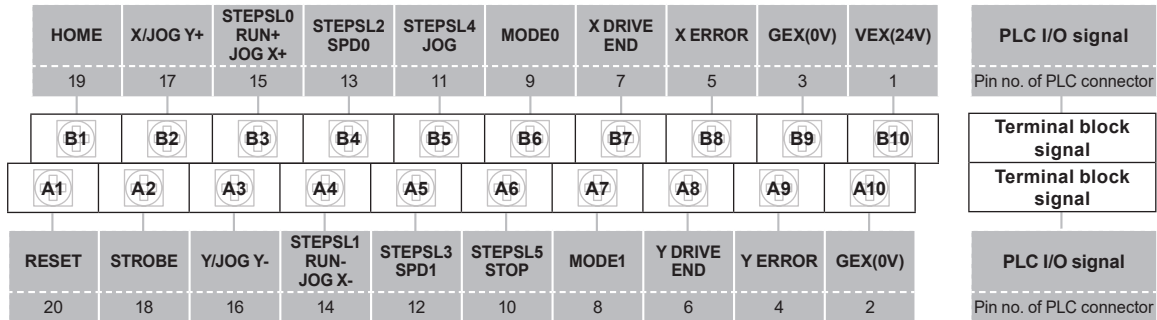 HOME X/JOG Y+ STEPSL0 RUN+ JOG X+ STEPSL2 SPD0 STEPSL4 JOG MODE0 X DRIVE END X ERROR GEX(0V) VEX(24V) PLC I/O signal
19 17 15 13 11 9 7 5 3 1 Pin no. of PLC connector
B1 B2 B3 B4 B5 B6 B7 B8 B9 B10 Terminal block signal
A1 A2 A3 A4 A5 A6 A7 A8 A9 A10 Terminal block signal
RESET STROBE Y/JOG Y- STEPSL1 RUN- JOG X- STEPSL3 SPD1 STEPSL5 STOP MODE1 Y DRIVE END Y ERROR GEX(0V) PLC I/O signal
20 18 16 14 12 10 8 6 4 2 Pin no. of PLC connector